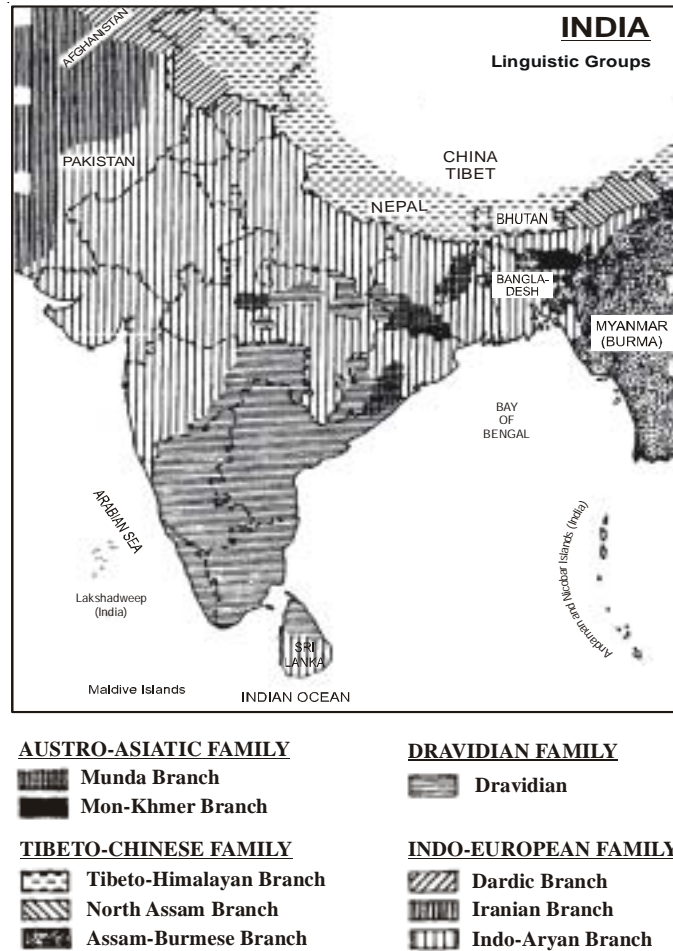 INDIA
Linguistic Groups
AFGHANISTAN
PAKISTAN
CHINA
TIBET
NEPAL
BHUTAN
BANGLA-
DESH
MYANMAR
(BURMA)
BAY
OF
BENGAL
ARABIAN SEA
Lakshadweep
(India)
Andaman and Nicobar Islands (India)
SRI
LANKA
Maldive Islands
INDIAN OCEAN
AUSTRO-ASIATIC FAMILY
Munda Branch
Mon-Khmer Branch
DRAVIDIAN FAMILY
Dravidian
TIBETO-CHINESE FAMILY
Tibeto-Himalayan Branch
North Assam Branch
Assam-Burmese Branch
INDO-EUROPEAN FAMILY
Dardic Branch
Iranian Branch
Indo-Aryan Branch